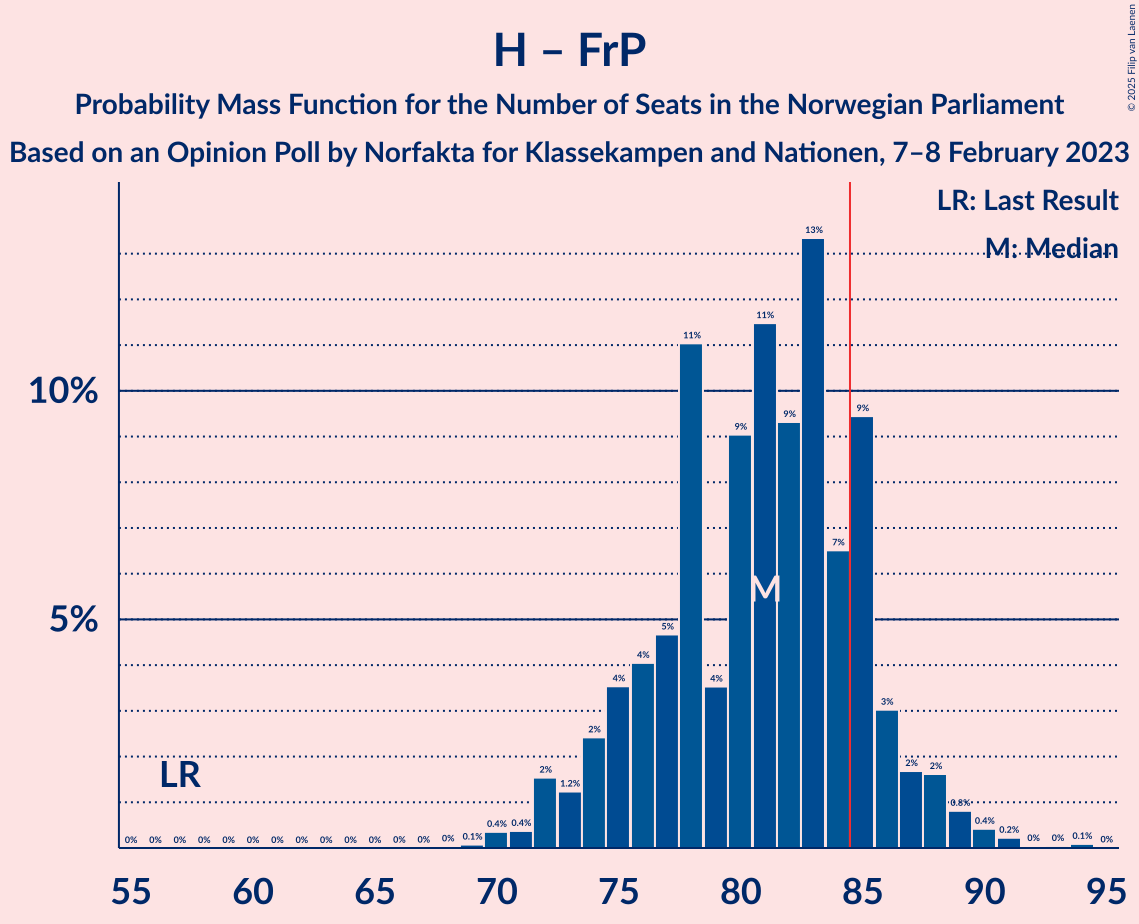 H – FrP
Probability Mass Function for the Number of Seats in the Norwegian Parliament
Based on an Opinion Poll by Norfakta for Klassekampen and Nationen, 7–8 February 2023
© 2025 Filip van Laenen
LR: Last Result
M: Median
10%
5%
LR
M
0% 0% 0% 0% 0% 0% 0% 0% 0% 0% 0% 0% 0% 0% 0.1% 0.4% 0.4% 2% 1.2% 2% 4% 4% 5% 11% 4% 9% 11% 9% 13% 7% 9% 3% 2% 2% 0.8% 0.4% 0.2% 0% 0% 0.1% 0%
55 60 65 70 75 80 85 90 95